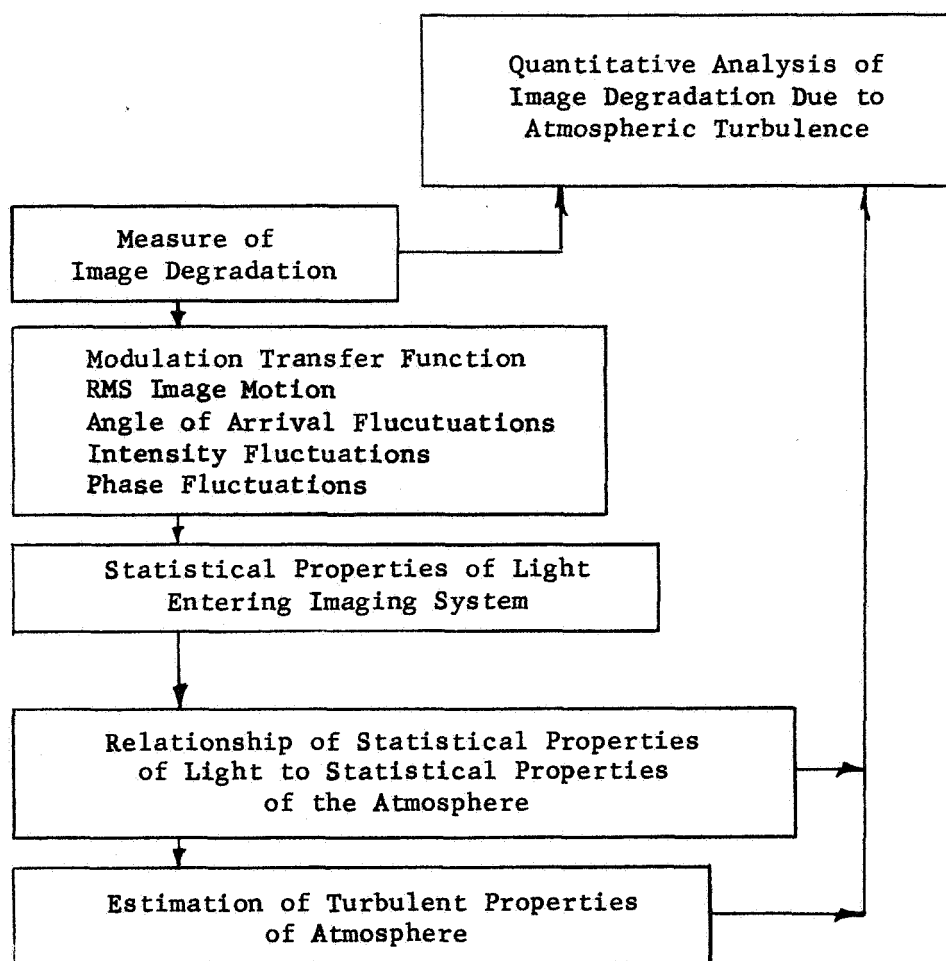 Quantitative Analysis of
Image Degradation Due to
Atmospheric Turbulence
Measure of
Image Degradation
Modulation Transfer Function
RMS Image Motion
Angle of Arrival Flucutuations
Intensity Fluctuations
Phase Fluctuations
Statistical Properties of Light
Entering Imaging System
Relationship of Statistical Properties
of Light to Statistical Properties
of the Atmosphere
Estimation of Turbulent Properties
of Atmosphere